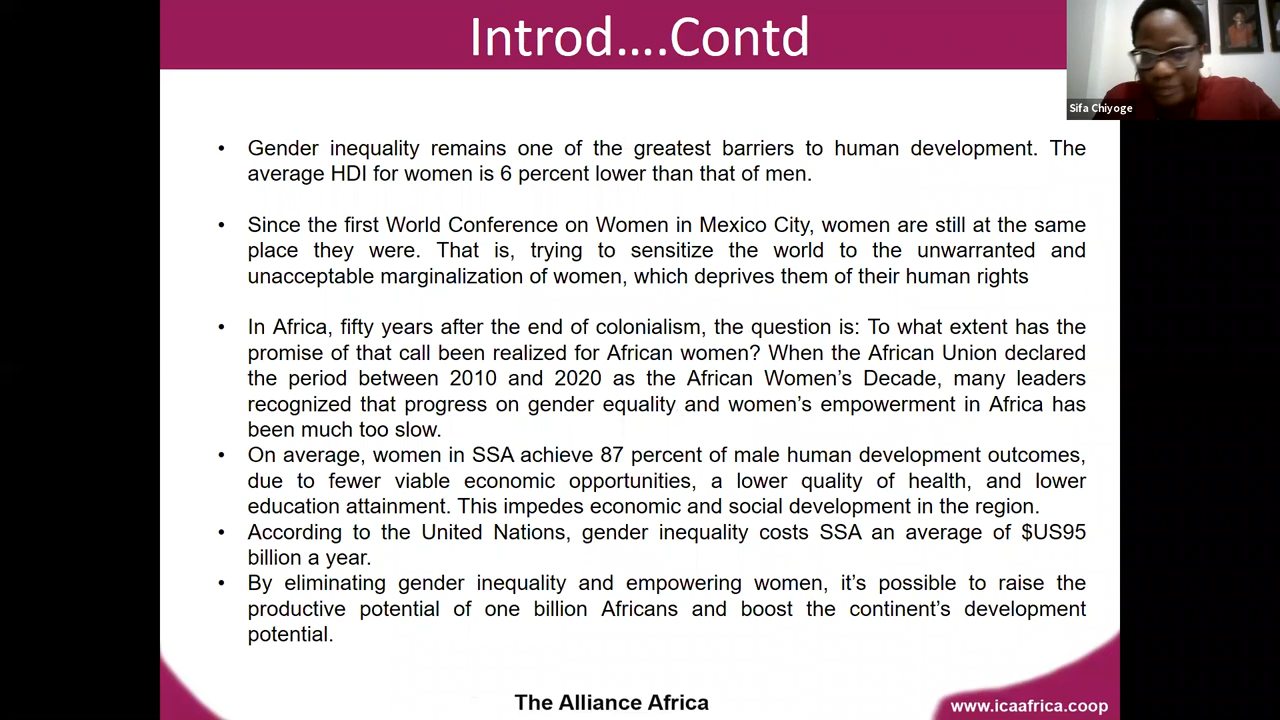 Introd....Contd
Sifa Chiyoge
• Gender inequality remains one of the greatest barriers to human development. The
average HDI for women is 6 percent lower than that of men.
• Since the first World Conference on Women in Mexico City, women are still at the same
place they were. That is, trying to sensitize the world to the unwarranted and
unacceptable marginalization of women, which deprives them of their human rights
• In Africa, fifty years after the end of colonialism, the question is: To what extent has the
promise of that call been realized for African women? When the African Union declared
the period between 2010 and 2020 as the African Women’s Decade, many leaders
recognized that progress on gender equality and women’s empowerment in Africa has
been much too slow.
• On average, women in SSA achieve 87 percent of male human development outcomes,
due to fewer viable economic opportunities, a lower quality of health, and lower
education attainment. This impedes economic and social development in the region.
• According to the United Nations, gender inequality costs SSA an average of $US95
billion a year.
• By eliminating gender inequality and empowering women, it’s possible to raise the
productive potential of one billion Africans and boost the continent’s development
potential.
The Alliance Africa
www.icaafrica.coop